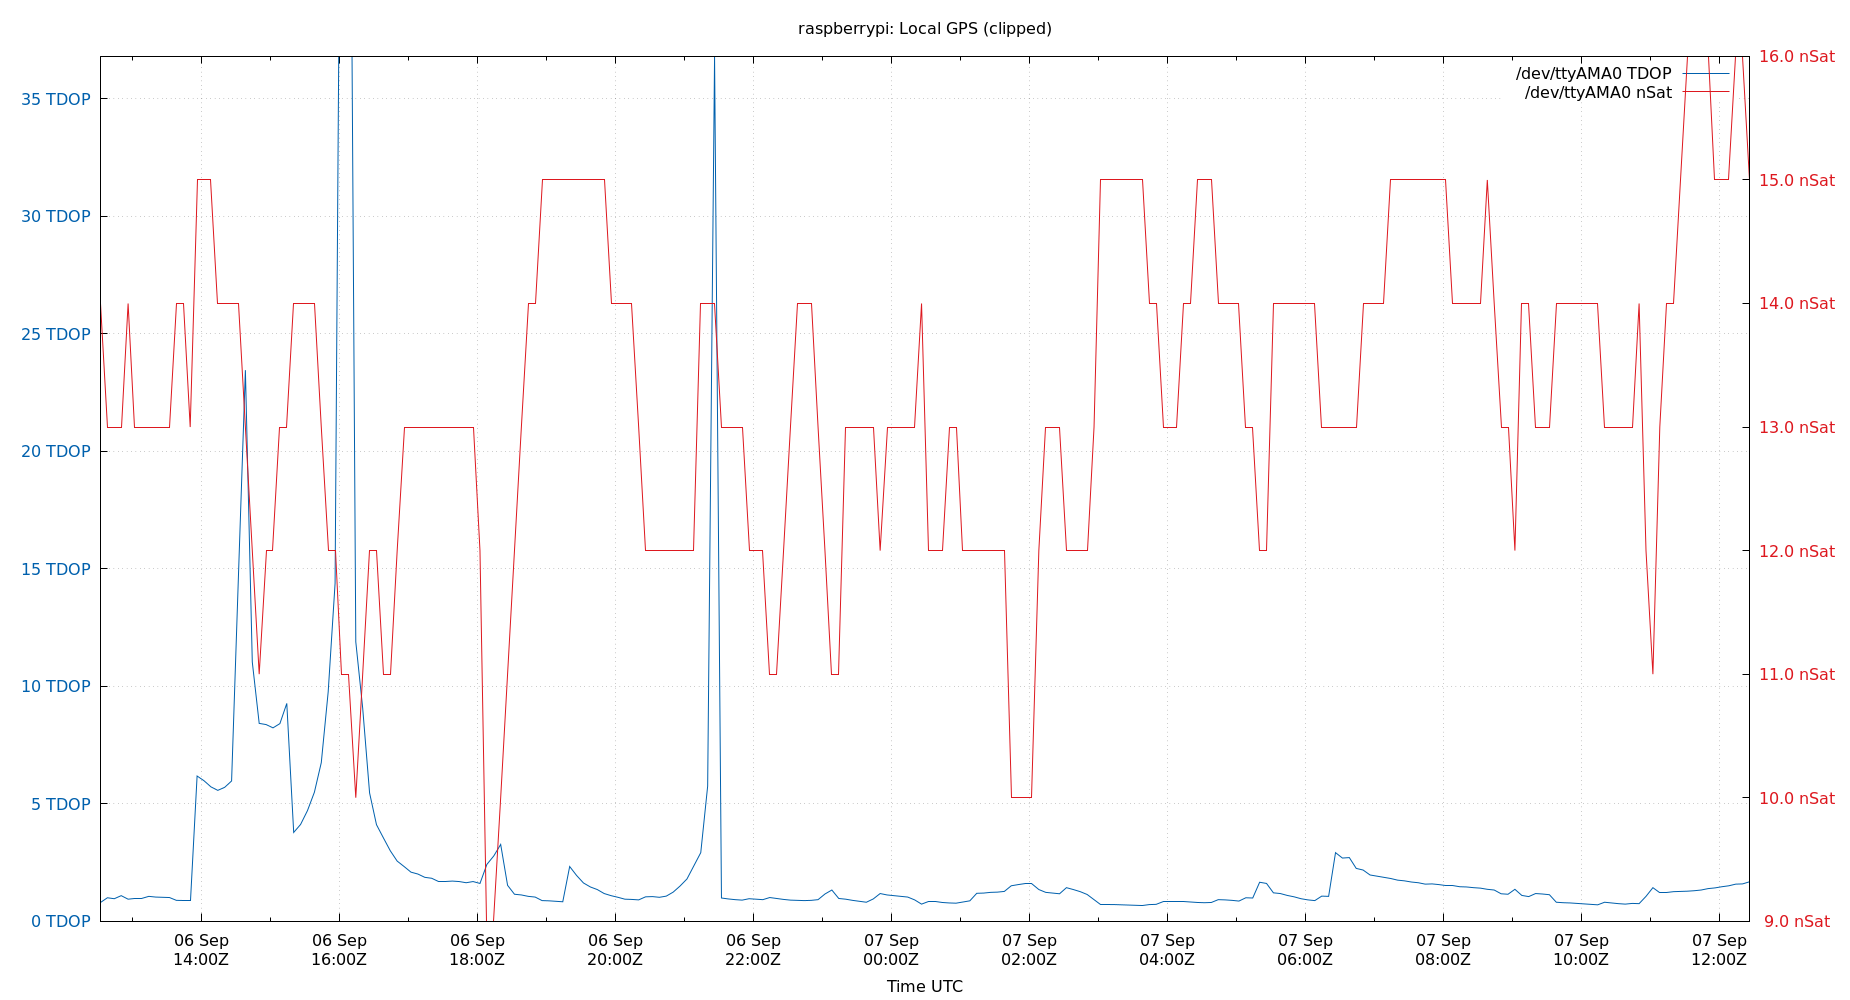 raspberrypi: Local GPS (clipped)
/dev/ttyAMA0 TDOP
/dev/ttyAMA0 nSat
35 TDOP
30 TDOP
25 TDOP
20 TDOP
15 TDOP
10 TDOP
5 TDOP
0 TDOP
16.0 nSat
15.0 nSat
14.0 nSat
13.0 nSat
12.0 nSat
11.0 nSat
10.0 nSat
9.0 nSat
06 Sep
14:00Z
06 Sep
16:00Z
06 Sep
18:00Z
06 Sep
20:00Z
06 Sep
22:00Z
07 Sep
00:00Z
07 Sep
02:00Z
07 Sep
04:00Z
07 Sep
06:00Z
07 Sep
08:00Z
07 Sep
10:00Z
07 Sep
12:00Z
Time UTC